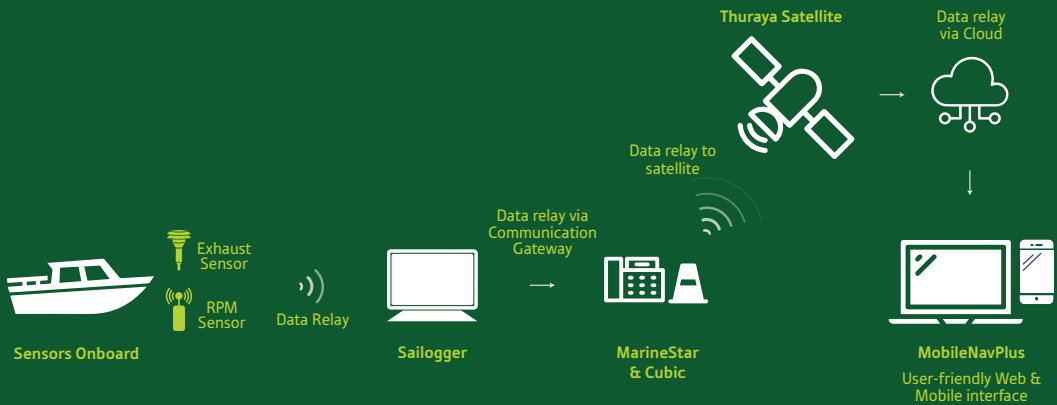 Thuraya Satellite
Data relay
via Cloud
Data relay to
satellite
Data relay via
Communication
Gateway
Exhaust
Sensor
RPM
Sensor
Data Relay
Sensors Onboard
Sailogger
MarineStar
& Cubic
MobileNavPlus
User-friendly Web &
Mobile interface